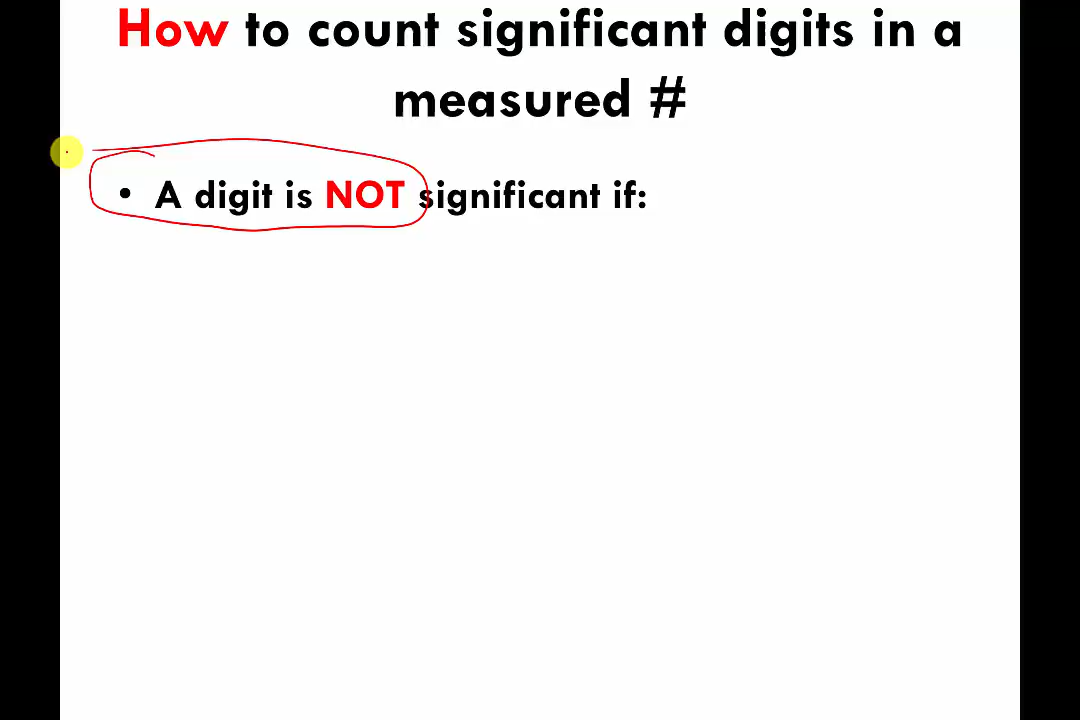 How to count significant digits in a
measured #
• A digit is NOT significant if: